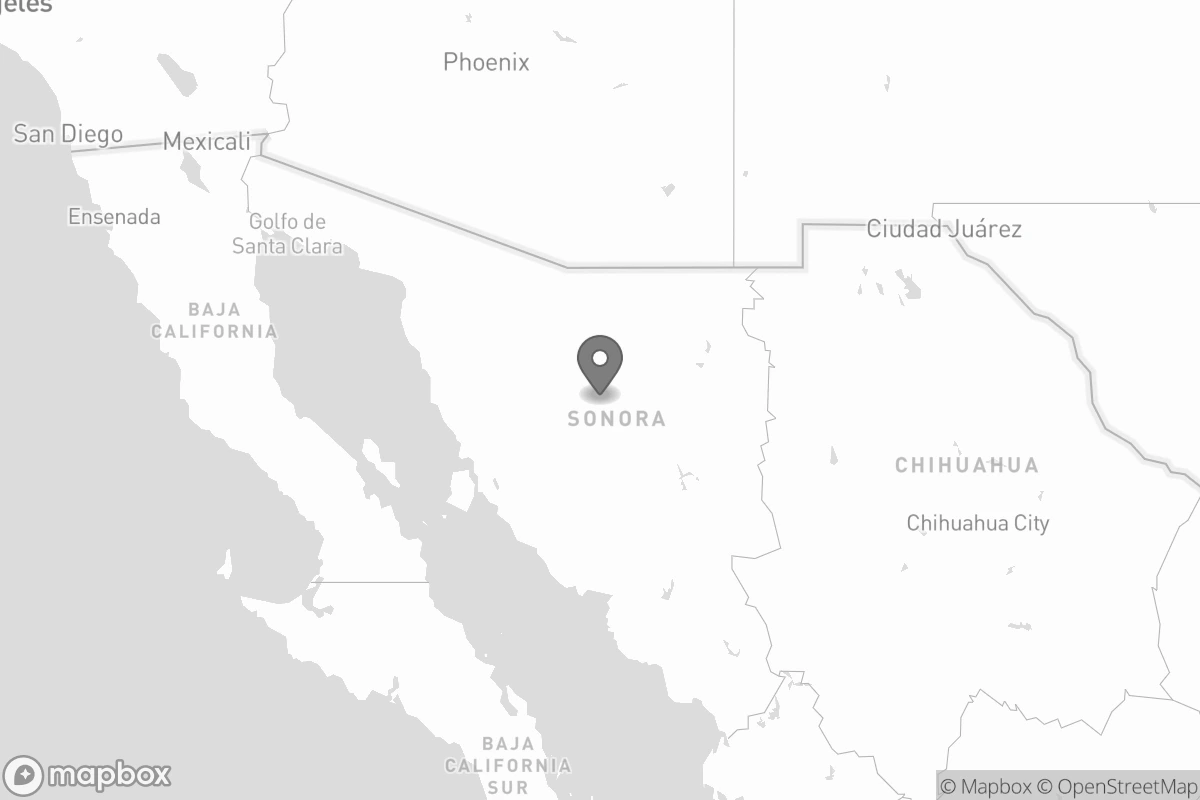 geles
Phoenix
San Diego
Mexicali
Ensenada
Golfo de
Santa Clara
Ciudad Juárez
BAJA
CALIFORNIA
SONORA
CHIHUAHUA
Chihuahua City
BAJA
CALIFORNIA
SUR
mapbox
© Mapbox © OpenStreetMap